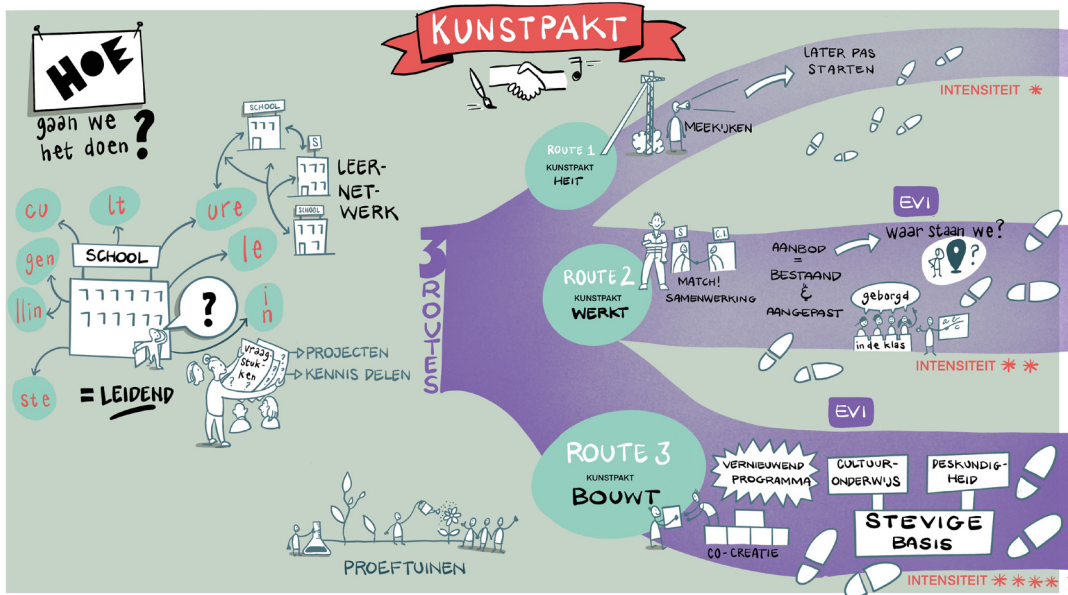 KUNSTPAKT
HOE
gaan we
het doen?
SCHOOL
S
SCHOOL
LEER-
NET-
WERK
cu
lt
ure
gen
le
llin
i
n
ste
SCHOOL
?
= LEIDEND
vraag-
stuk-
ken
? ?
PROJECTEN
KENNIS DELEN
PROEFTUINEN
3
ROUTES
ROUTE 1
KUNSTPAKT
HEIT
MEEKIJKEN
LATER PAS
STARTEN
INTENSITEIT *
ROUTE 2
KUNSTPAKT
WERKT
S
C.I.
MATCH!
SAMENWERKING
AANBOD
=
BESTAAND
&
AANGEPAST
EVI
waar staan we?
?
geborgd
in de klas
INTENSITEIT * *
EVI
ROUTE 3
KUNSTPAKT
BOUWT
VERNIEUWEND
PROGRAMMA
CO-CREATIE
CULTUUR-
ONDERWIJS
DESKUNDIG-
HEID
STEVIGE
BASIS
INTENSITEIT * * * *